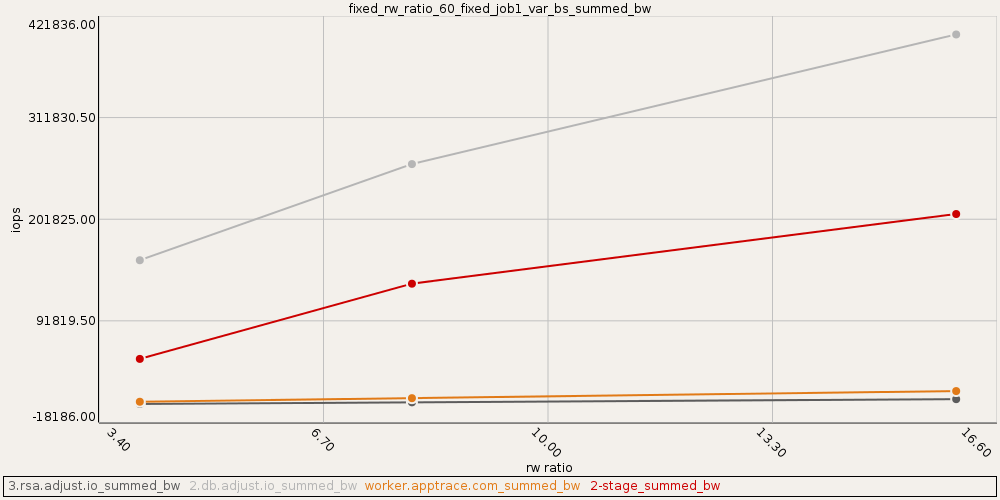 fixed_rw_ratio_60_fixed_job1_var_bs_summed_bw
421836.00
311830.50
201825.00
91819.50
-18186.00
iops
3.40
6.70
10.00
13.30
16.60
rw ratio
3.rsa.adjust.io_summed_bw 2.db.adjust.io_summed_bw worker.apptrace.com_summed_bw 2-stage_summed_bw